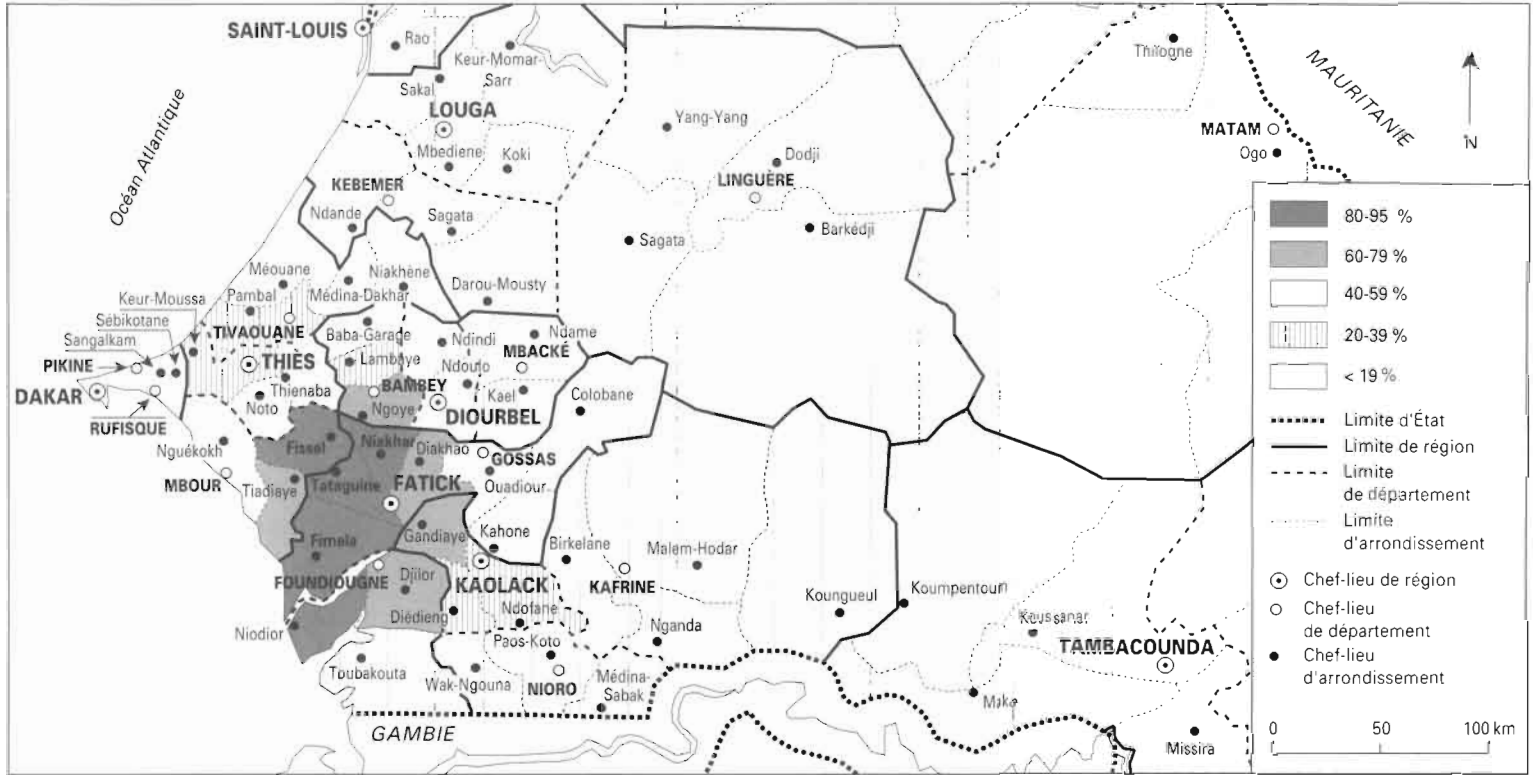 SAINT-LOUIS
Rao
Keur-Momar-
Sarr
Sakal
LOUGA
Mbediene
Koki
Thilogne
MAURITANIE
N
Yang-Yang
MATAM
Ogo
Dodji
LINGUÈRE
Océan Atlantique
KEBEMER
Ndande
Sagata
Sagata
Barkédji
Méouane
Niakhène
Keur-Moussa
Pambal
Médina-Dakhar
Darou-Mousty
Sébikotane
TIVAOUANE
Baba-Garage
Ndindi
Ndame
Sangalkam
MBACKÉ
PIKINE
THIÈS
Lambaye
Ndoulo
DAKAR
Thienaba
BAMBEY
Kael
Colobane
Noto
Ngoye
DIOURBEL
RUFISQUE
Nguékokh
Fissel
Niakhar
Diakhao
GOSSAS
MBOUR
Tiadiaye
Tataguine
FATICK
Ouadiour
Gandiaye
Kahone
Fimela
Birkelane
Malem-Hodar
FOUNDIOUGNE
Djilor
KAOLACK
KAFRINE
Koungueul
Koumpentoum
Niodior
Diédieng
Ndofane
Koussanar
Paos-Koto
Nganda
TAMBACOUNDA
Toubakouta
Wak-Ngouna
NIORO
Médina-
Sabak
Make
GAMBIE
Missira
80-95 %
60-79 %
40-59 %
20-39 %
< 19 %
Limite d'État
Limite de région
Limite
de département
Limite
d'arrondissement
Chef-lieu de région
Chef-lieu
de département
Chef-lieu
d'arrondissement
0 50 100 km